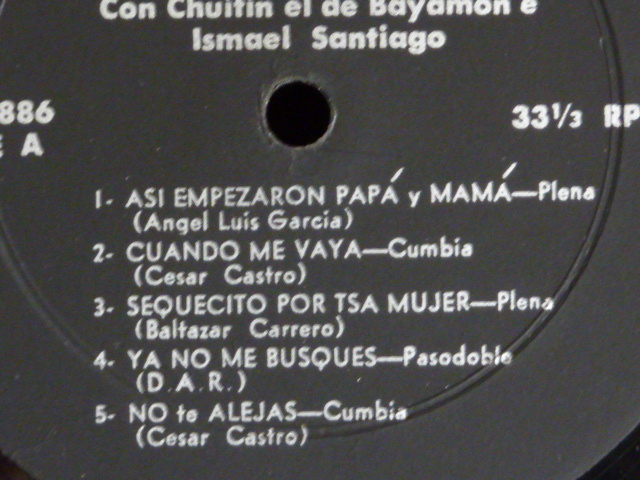 Con Chuitin el de Bayamon e
Ismael Santiago
886
33⅓ RP
E A
1- ASI EMPEZARON PAPÁ y MAMÁ—Plena
(Angel Luis Garcia)
2- CUANDO ME VAYA—Cumbia
(Cesar Castro)
3- SEQUECITO POR TSA MUJER—Plena
(Baltazar Carrero)
4- YA NO ME BUSQUES—Pasodoble
(D.A.R.)
5- NO te ALEJAS—Cumbia
(Cesar Castro)